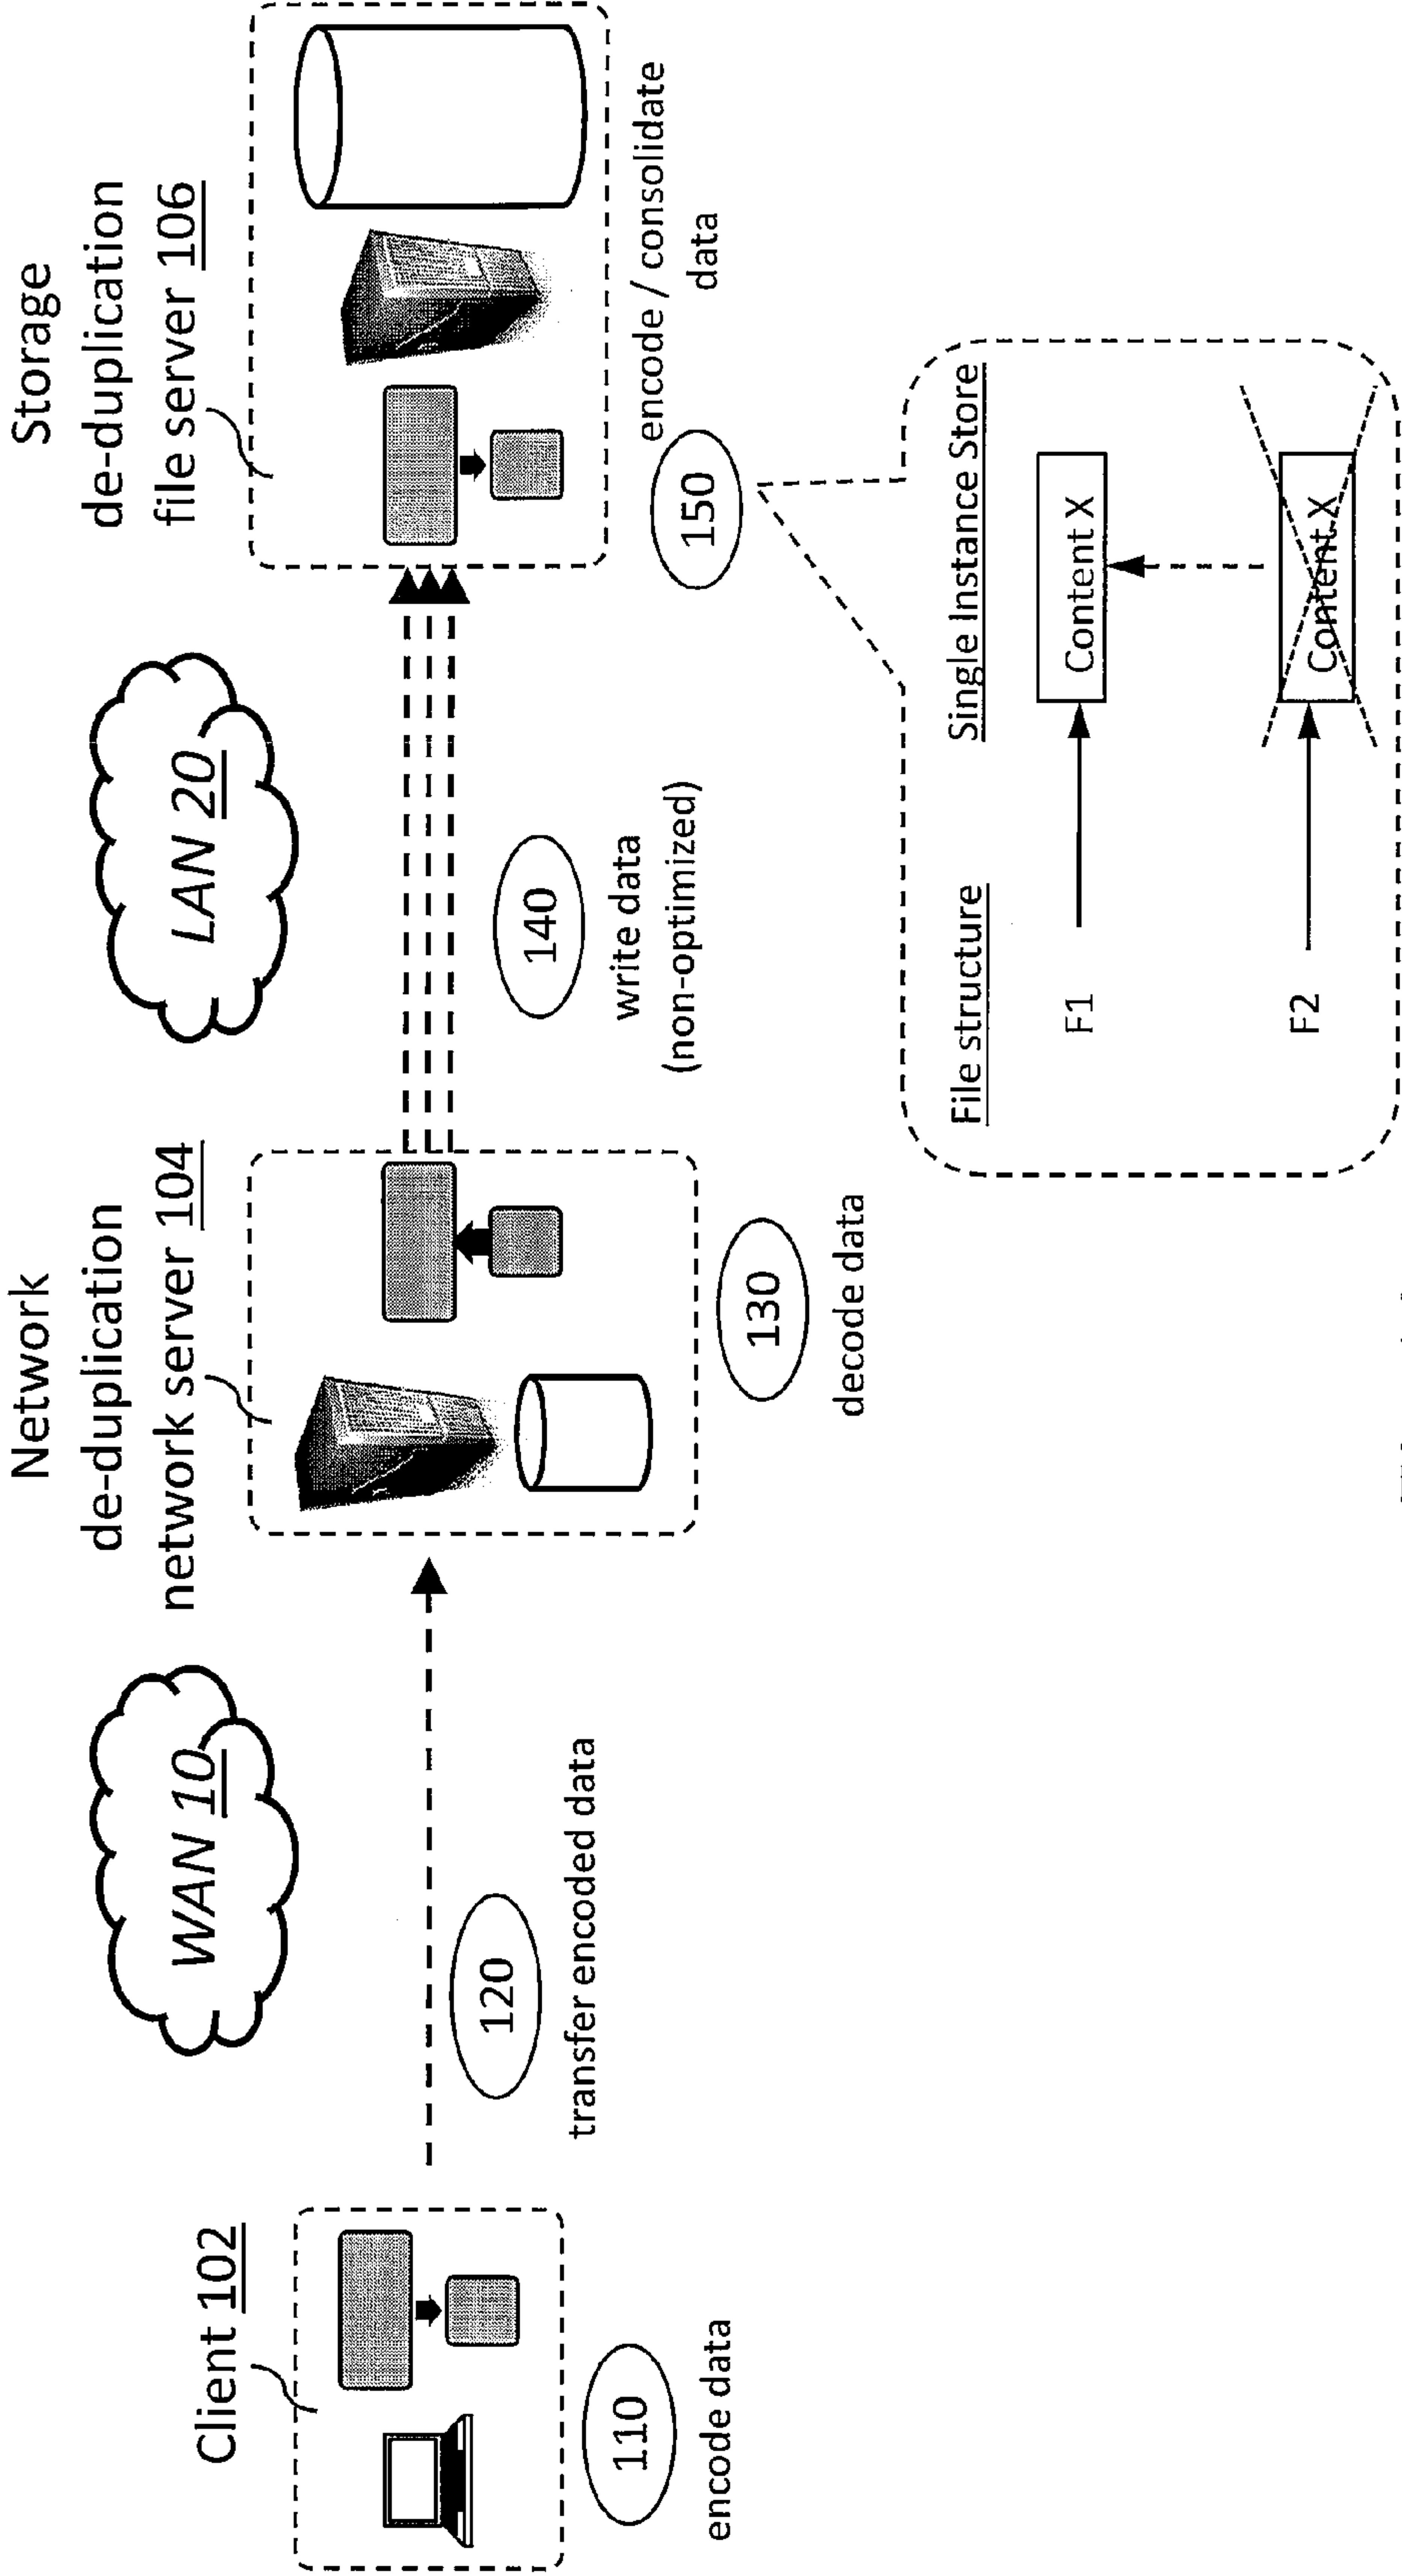 Client 102
110
encode data
WAN 10
120
transfer encoded data
Network
de-duplication
network server 104
130
decode data
LAN 20
140
write data
(non-optimized)
Storage
de-duplication
file server 106
150
encode / consolidate
data
File structure
Single Instance Store
F1
Content X
F2
Content X